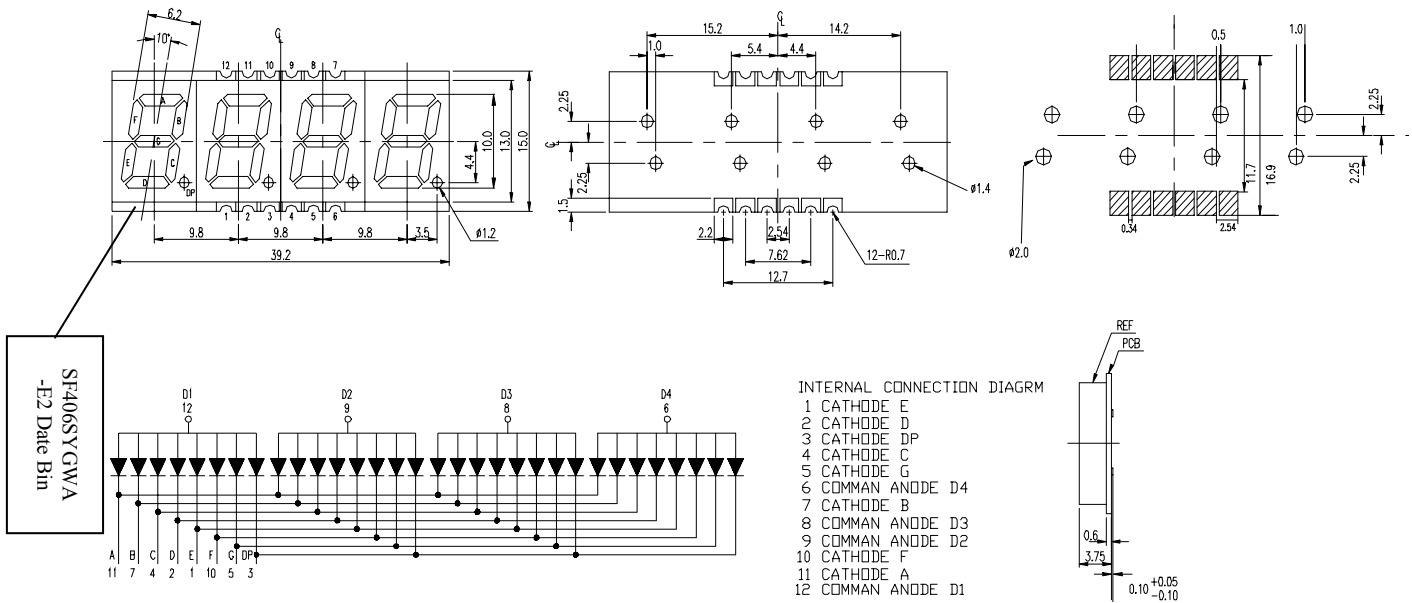 6.2
10°
℄
12 11 10 9 8 7
A
F B
G
E C
D
DP
1 2 3 4 5 6
4.4
10.0
13.0
15.0
9.8 9.8 9.8 3.5
ø1.2
39.2
℄
15.2 14.2
1.0 5.4 4.4
2.25
℄
2.25
ø1.4
1.5
2.2 2.54
7.62
12.7
12-R0.7
0.5 1.0
2.25
11.7
16.9
2.25
0.34 2.54
ø2.0
SF406SYGWA
-E2 Date Bin
D1 D2 D3 D4
12 9 8 6
A B C D E F G DP
11 7 4 2 1 10 5 3
INTERNAL CONNECTION DIAGRM
1 CATHODE E
2 CATHODE D
3 CATHODE DP
4 CATHODE C
5 CATHODE G
6 COMMAN ANODE D4
7 CATHODE B
8 COMMAN ANODE D3
9 COMMAN ANODE D2
10 CATHODE F
11 CATHODE A
12 COMMAN ANODE D1
REF
PCB
0.6
3.75
0.10 +0.05
-0.10